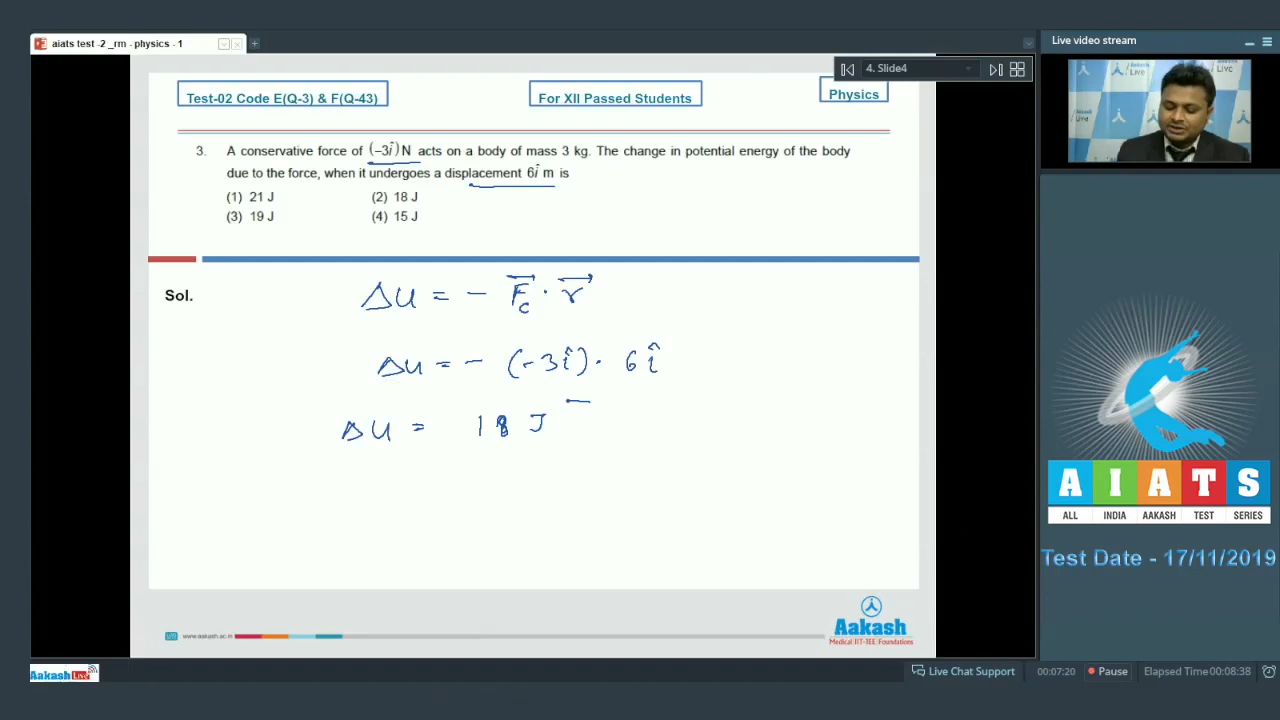 aiats test -2 _rm - physics - 1
Live video stream
4. Slide4
Test-02 Code E(Q-3) & F(Q-43)
For XII Passed Students
Physics
3. A conservative force of (–3î) N acts on a body of mass 3 kg. The change in potential energy of the body
due to the force, when it undergoes a displacement 6î m is
(1) 21 J (2) 18 J
(3) 19 J (4) 15 J
Sol.
ΔU = - F⃗c · r⃗
ΔU = - (-3î) · 6î
ΔU = 18 J
www.aakash.ac.in
Aakash
Medical|IIT-JEE|Foundations
AIATS
ALL INDIA AAKASH TEST SERIES
Test Date - 17/11/2019
Aakash Live
Live Chat Support
00:07:20
Pause
Elapsed Time 00:08:38